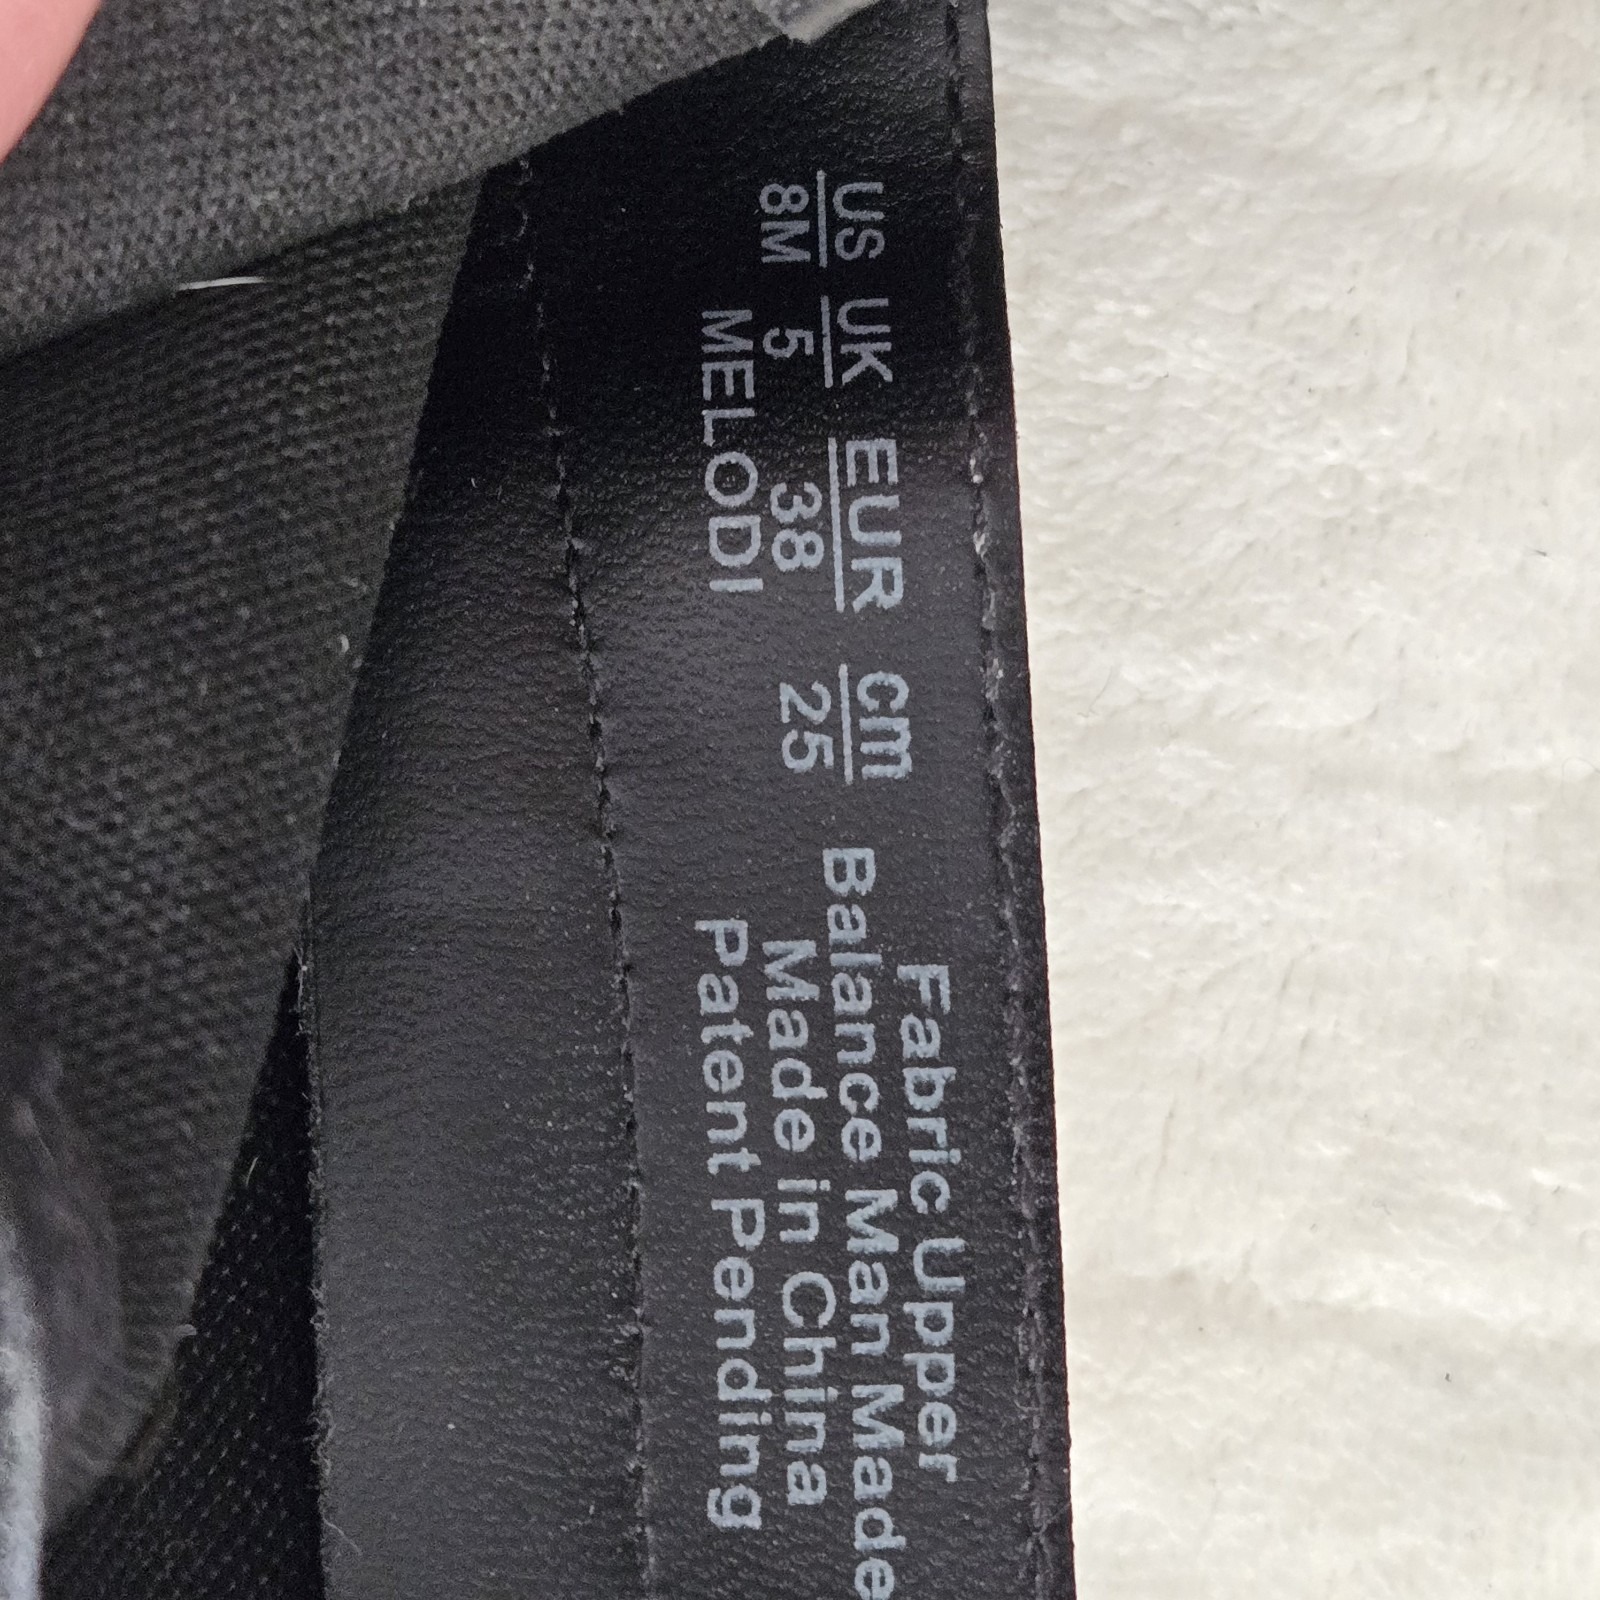 US UK EUR cm
8M 5 38 25
MELODI
Fabric Upper
Balance Man Made
Made in China
Patent Pending